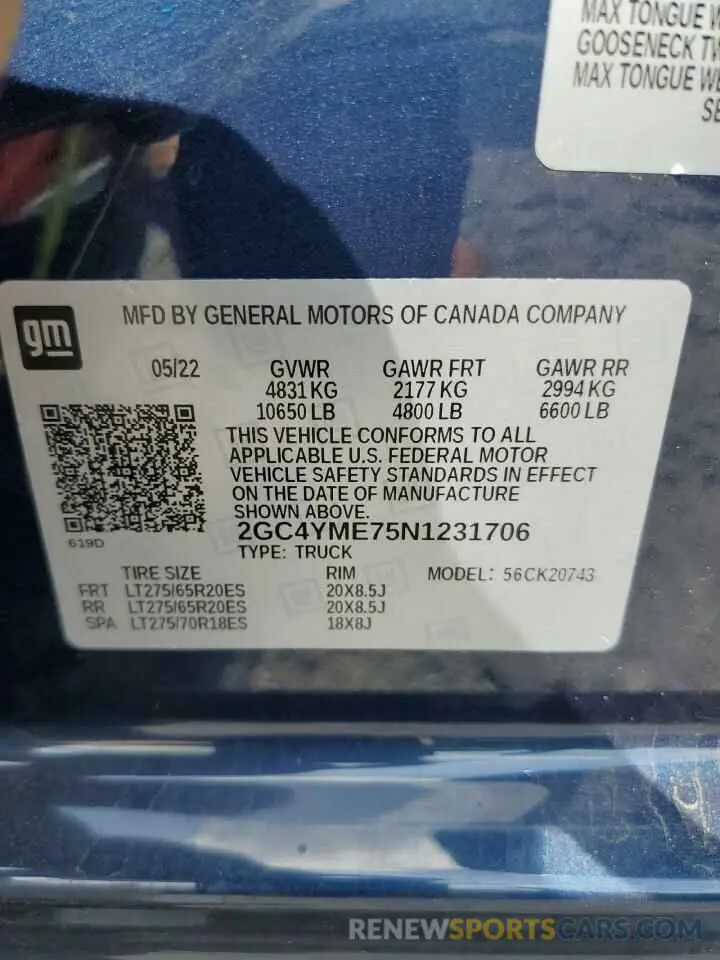 MAX TONGUE
GOOSENECK
MAX TONGUE
gm
MFD BY GENERAL MOTORS OF CANADA COMPANY
05/22 GVWR GAWR FRT GAWR RR
4831 KG 2177 KG 2994 KG
10650 LB 4800 LB 6600 LB
THIS VEHICLE CONFORMS TO ALL
APPLICABLE U.S. FEDERAL MOTOR
VEHICLE SAFETY STANDARDS IN EFFECT
ON THE DATE OF MANUFACTURE
SHOWN ABOVE.
619D
2GC4YME75N1231706
TYPE: TRUCK
TIRE SIZE RIM MODEL: 56CK20743
FRT LT275/65R20ES 20X8.5J
RR LT275/65R20ES 20X8.5J
SPA LT275/70R18ES 18X8J
RENEWSPORTSCARS.COM